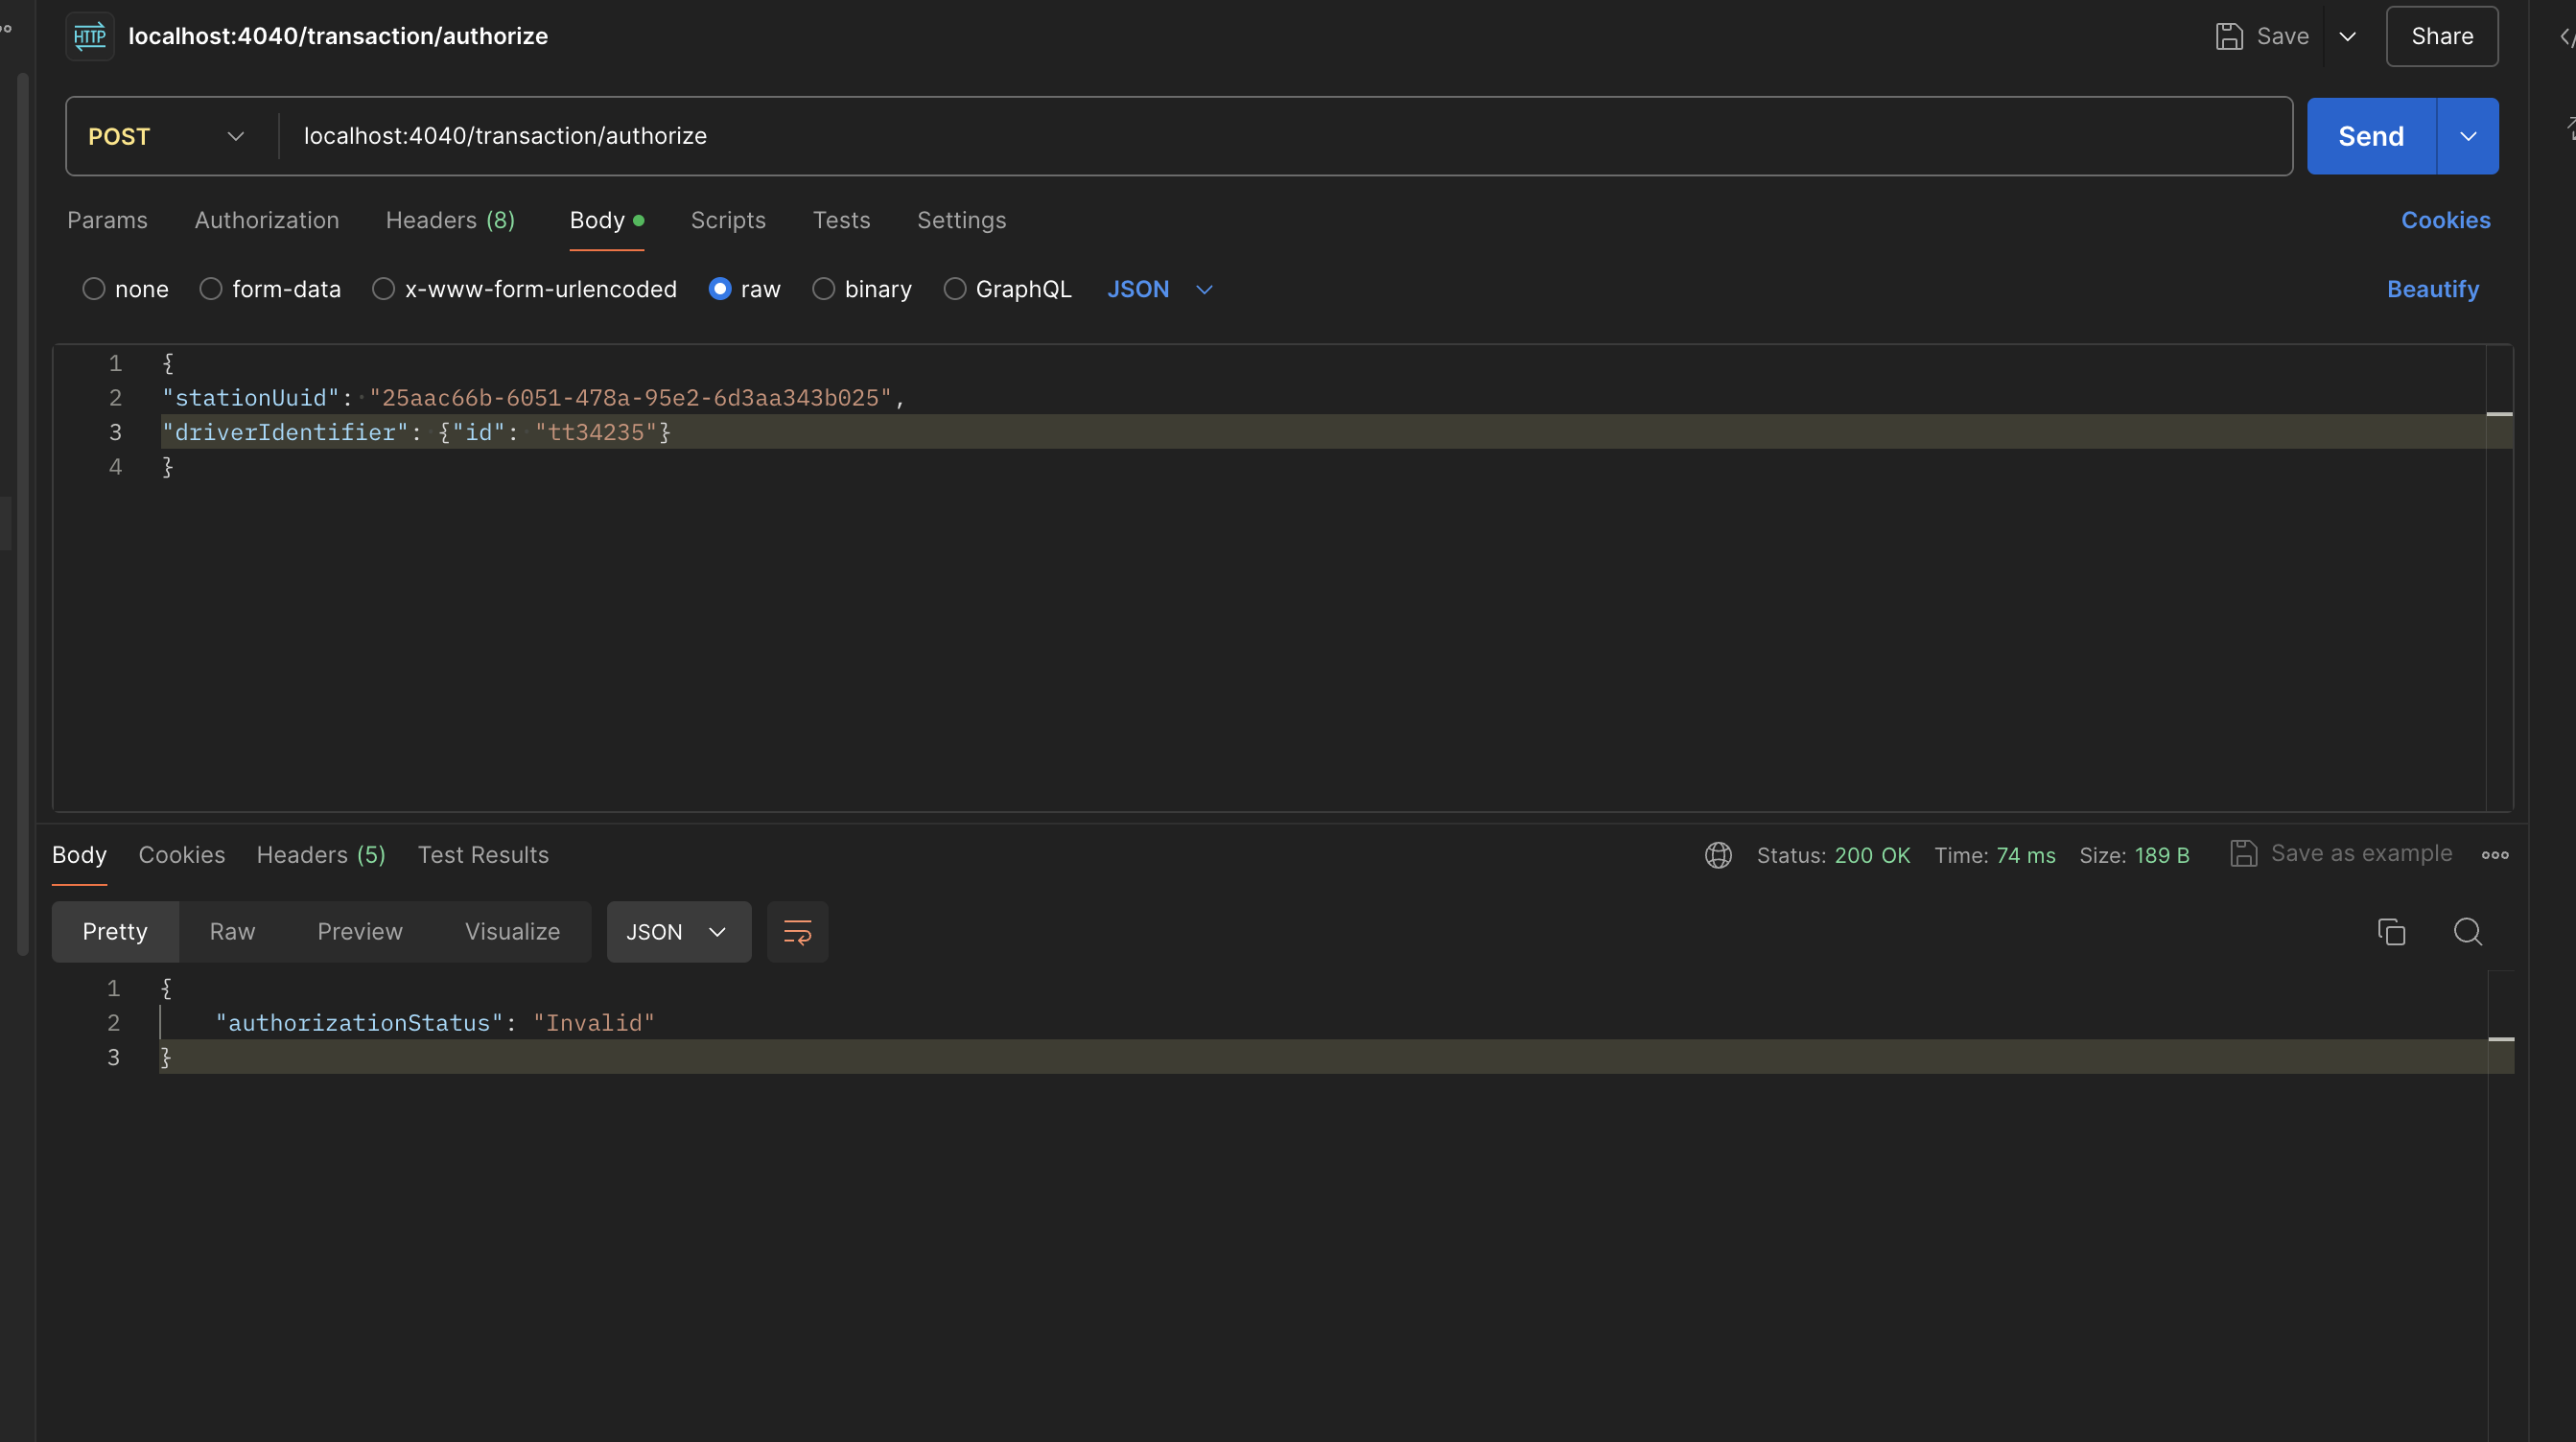 HTTP localhost:4040/transaction/authorize Save Share
POST localhost:4040/transaction/authorize Send
Params Authorization Headers (8) Body Scripts Tests Settings Cookies
none form-data x-www-form-urlencoded raw binary GraphQL JSON Beautify
1 {
2 "stationUuid": "25aac66b-6051-478a-95e2-6d3aa343b025",
3 "driverIdentifier": {"id": "tt34235"}
4 }
Body Cookies Headers (5) Test Results Status: 200 OK Time: 74 ms Size: 189 B Save as example
Pretty Raw Preview Visualize JSON
1 {
2 "authorizationStatus": "Invalid"
3 }